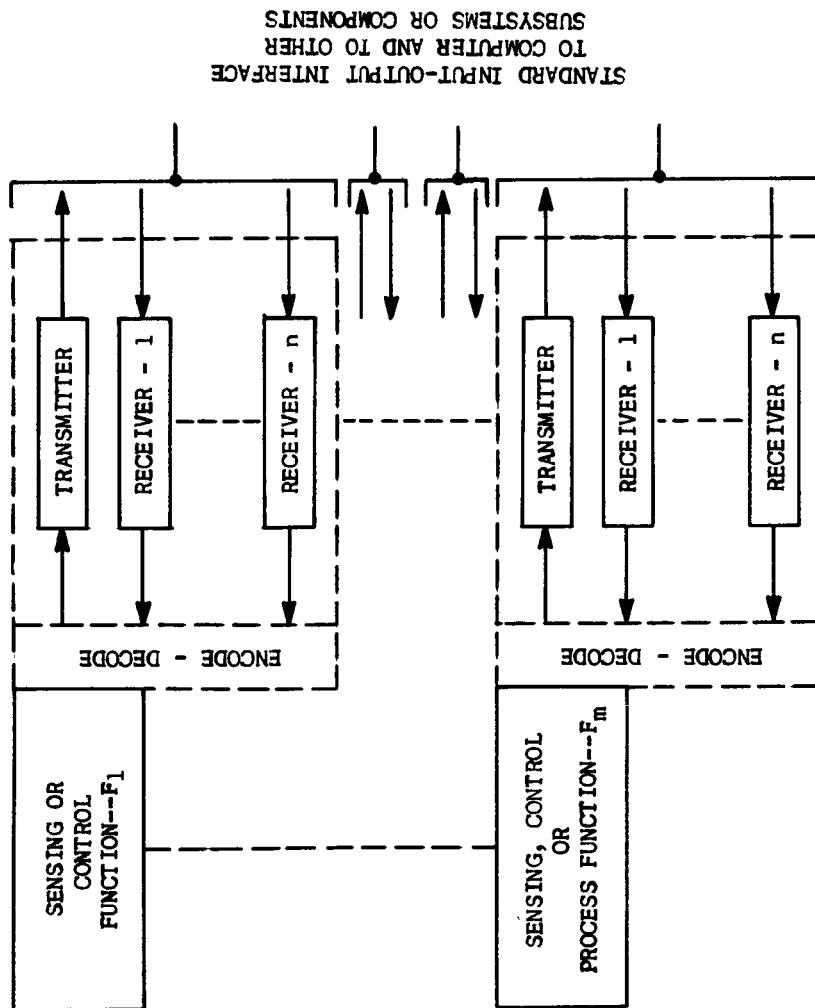 STANDARD INPUT-OUTPUT INTERFACE
TO COMPUTER AND TO OTHER
SUBSYSTEMS OR COMPONENTS
TRANSMITTER
RECEIVER - 1
RECEIVER - n
ENCODE - DECODE
SENSING OR
CONTROL
FUNCTION--F1
TRANSMITTER
RECEIVER - 1
RECEIVER - n
ENCODE - DECODE
SENSING, CONTROL
OR
PROCESS FUNCTION--Fm